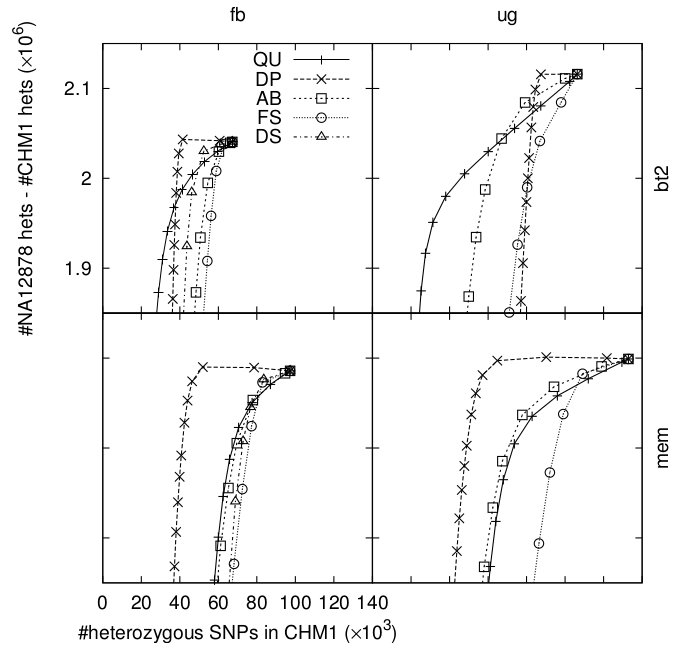 fb ug
#NA12878 hets - #CHM1 hets (×10⁶)
QU
DP
AB
FS
DS
2.1
2
1.9
bt2
mem
0 20 40 60 80 100 120 140
#heterozygous SNPs in CHM1 (×10³)